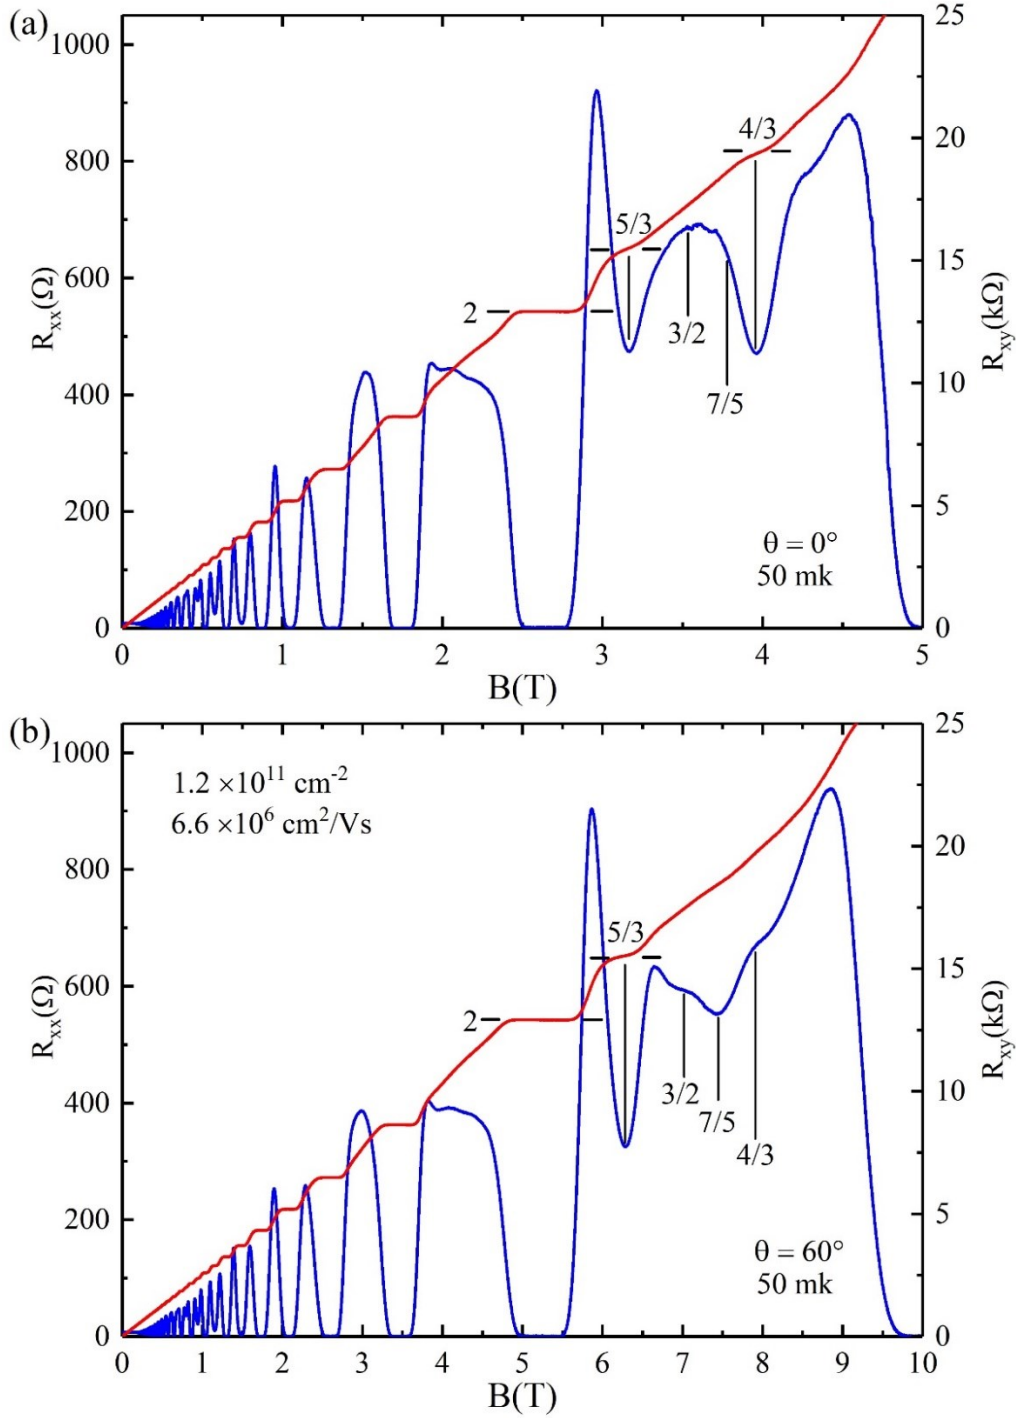 (a)
1000
800
600
400
200
0
R_xx(Ω)
25
20
15
10
5
0
R_xy(kΩ)
4/3
5/3
2
3/2
7/5
θ = 0°
50 mk
0 1 2 3 4 5
B(T)
(b)
1000
800
600
400
200
0
R_xx(Ω)
25
20
15
10
5
0
R_xy(kΩ)
1.2 ×10^11 cm^-2
6.6 ×10^6 cm^2/Vs
5/3
2
3/2
7/5
4/3
θ = 60°
50 mk
0 1 2 3 4 5 6 7 8 9 10
B(T)